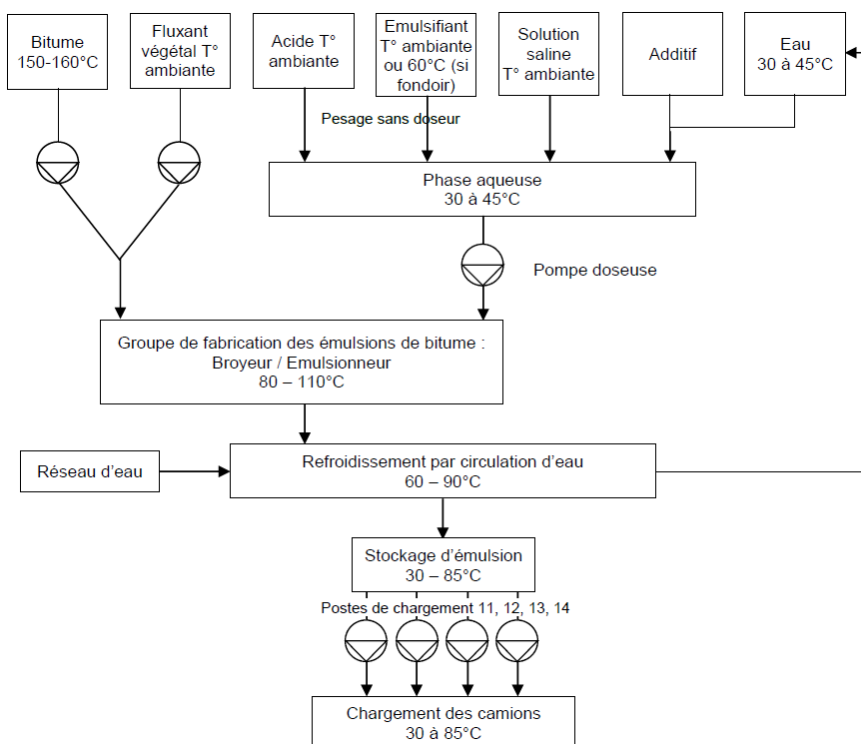 Bitume
150-160°C
Fluxant
végétal T°
ambiante
Acide T°
ambiante
Emulsifiant
T° ambiante
ou 60°C (si
fondoir)
Solution
saline
T° ambiante
Additif
Eau
30 à 45°C
Pesage sans doseur
Phase aqueuse
30 à 45°C
Pompe doseuse
Groupe de fabrication des émulsions de bitume :
Broyeur / Emulsionneur
80 – 110°C
Réseau d'eau
Refroidissement par circulation d'eau
60 – 90°C
Stockage d'émulsion
30 – 85°C
Postes de chargement 11, 12, 13, 14
Chargement des camions
30 à 85°C